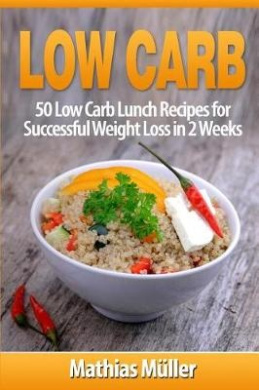 LOW CARB
50 Low Carb Lunch Recipes for
Successful Weight Loss in 2 Weeks
Mathias Müller